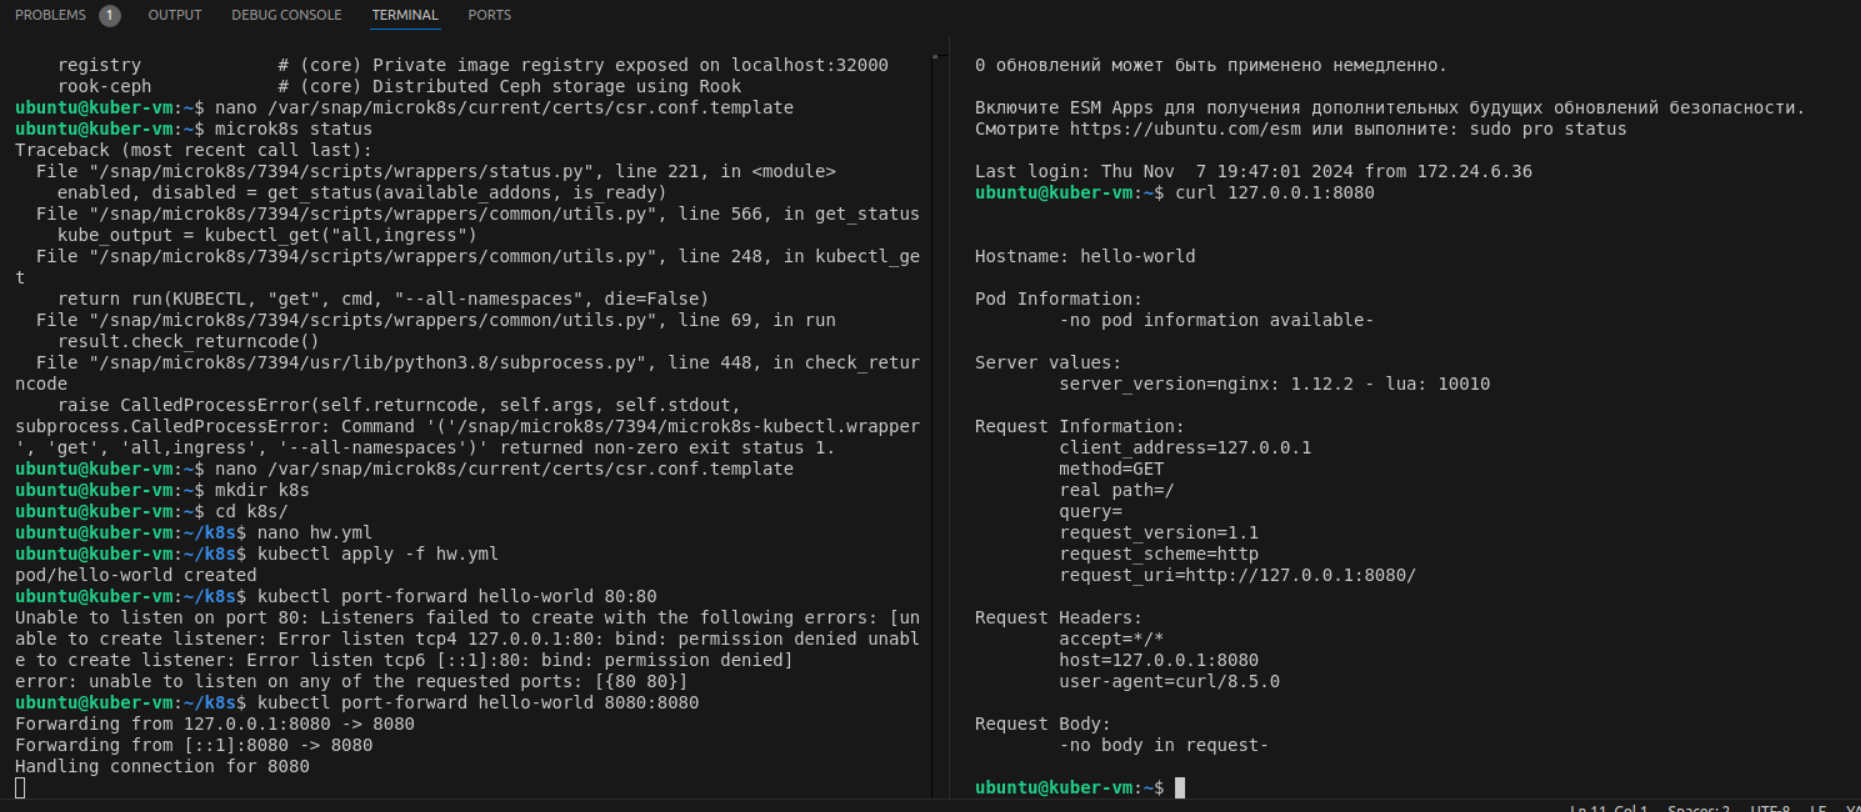 PROBLEMS 1 OUTPUT DEBUG CONSOLE TERMINAL PORTS
registry # (core) Private image registry exposed on localhost:32000
rook-ceph # (core) Distributed Ceph storage using Rook
ubuntu@kuber-vm:~$ nano /var/snap/microk8s/current/certs/csr.conf.template
ubuntu@kuber-vm:~$ microk8s status
Traceback (most recent call last):
File "/snap/microk8s/7394/scripts/wrappers/status.py", line 221, in <module>
enabled, disabled = get_status(available_addons, is_ready)
File "/snap/microk8s/7394/scripts/wrappers/common/utils.py", line 566, in get_status
kube_output = kubectl_get("all,ingress")
File "/snap/microk8s/7394/scripts/wrappers/common/utils.py", line 248, in kubectl_ge
t
return run(KUBECTL, "get", cmd, "--all-namespaces", die=False)
File "/snap/microk8s/7394/scripts/wrappers/common/utils.py", line 69, in run
result.check_returncode()
File "/snap/microk8s/7394/usr/lib/python3.8/subprocess.py", line 448, in check_retur
ncode
raise CalledProcessError(self.returncode, self.args, self.stdout,
subprocess.CalledProcessError: Command '('/snap/microk8s/7394/microk8s-kubectl.wrapper
', 'get', 'all,ingress', '--all-namespaces')' returned non-zero exit status 1.
ubuntu@kuber-vm:~$ nano /var/snap/microk8s/current/certs/csr.conf.template
ubuntu@kuber-vm:~$ mkdir k8s
ubuntu@kuber-vm:~$ cd k8s/
ubuntu@kuber-vm:~/k8s$ nano hw.yml
ubuntu@kuber-vm:~/k8s$ kubectl apply -f hw.yml
pod/hello-world created
ubuntu@kuber-vm:~/k8s$ kubectl port-forward hello-world 80:80
Unable to listen on port 80: Listeners failed to create with the following errors: [un
able to create listener: Error listen tcp4 127.0.0.1:80: bind: permission denied unabl
e to create listener: Error listen tcp6 [::1]:80: bind: permission denied]
error: unable to listen on any of the requested ports: [{80 80}]
ubuntu@kuber-vm:~/k8s$ kubectl port-forward hello-world 8080:8080
Forwarding from 127.0.0.1:8080 -> 8080
Forwarding from [::1]:8080 -> 8080
Handling connection for 8080
0 обновлений может быть применено немедленно.
Включите ESM Apps для получения дополнительных будущих обновлений безопасности.
Смотрите https://ubuntu.com/esm или выполните: sudo pro status
Last login: Thu Nov 7 19:47:01 2024 from 172.24.6.36
ubuntu@kuber-vm:~$ curl 127.0.0.1:8080
Hostname: hello-world
Pod Information:
-no pod information available-
Server values:
server_version=nginx: 1.12.2 - lua: 10010
Request Information:
client_address=127.0.0.1
method=GET
real path=/
query=
request_version=1.1
request_scheme=http
request_uri=http://127.0.0.1:8080/
Request Headers:
accept=*/*
host=127.0.0.1:8080
user-agent=curl/8.5.0
Request Body:
-no body in request-
ubuntu@kuber-vm:~$
Ln 11, Col 1 Spaces: 2 UTF-8 LF